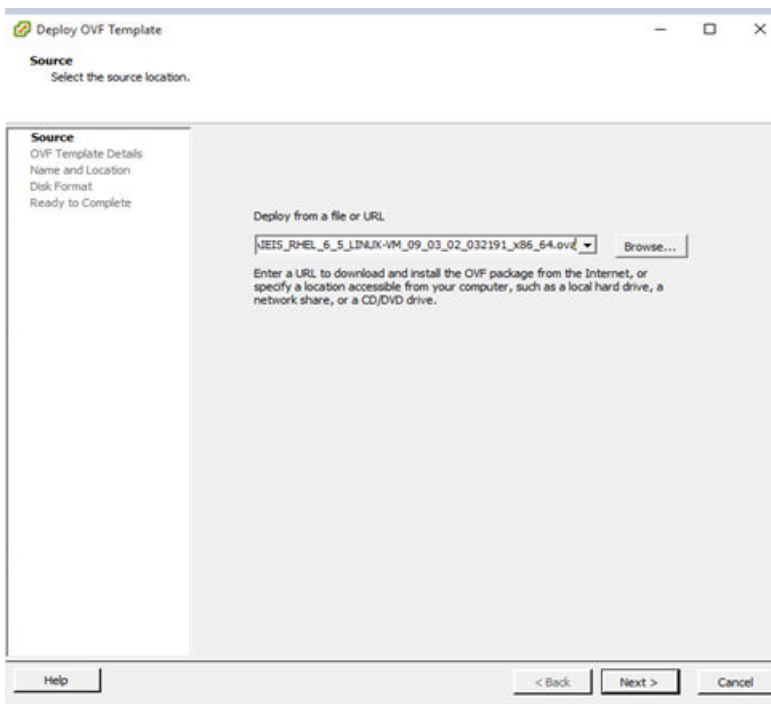 Deploy OVF Template
Source
Select the source location.
Source
OVF Template Details
Name and Location
Disk Format
Ready to Complete
Deploy from a file or URL
IEIS_RHEL_6_5_LINUX-VM_09_03_02_032191_x86_64.ova
Browse...
Enter a URL to download and install the OVF package from the Internet, or
specify a location accessible from your computer, such as a local hard drive, a
network share, or a CD/DVD drive.
Help
< Back
Next >
Cancel